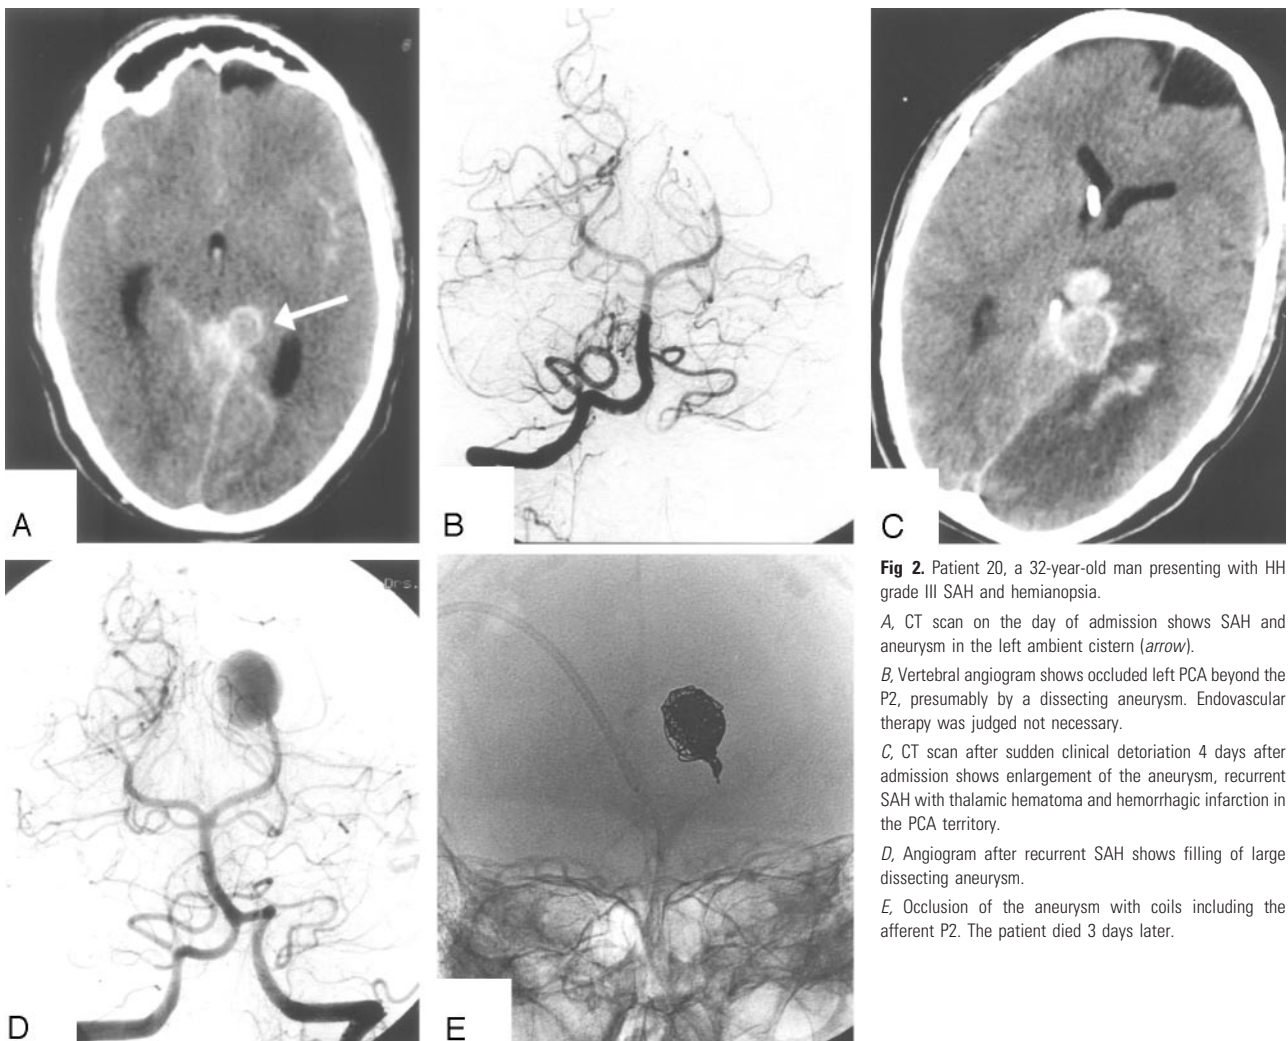 A
B
C
D
E
Drs.
Fig 2. Patient 20, a 32-year-old man presenting with HH
grade III SAH and hemianopsia.
A, CT scan on the day of admission shows SAH and
aneurysm in the left ambient cistern (arrow).
B, Vertebral angiogram shows occluded left PCA beyond the
P2, presumably by a dissecting aneurysm. Endovascular
therapy was judged not necessary.
C, CT scan after sudden clinical detoriation 4 days after
admission shows enlargement of the aneurysm, recurrent
SAH with thalamic hematoma and hemorrhagic infarction in
the PCA territory.
D, Angiogram after recurrent SAH shows filling of large
dissecting aneurysm.
E, Occlusion of the aneurysm with coils including the
afferent P2. The patient died 3 days later.